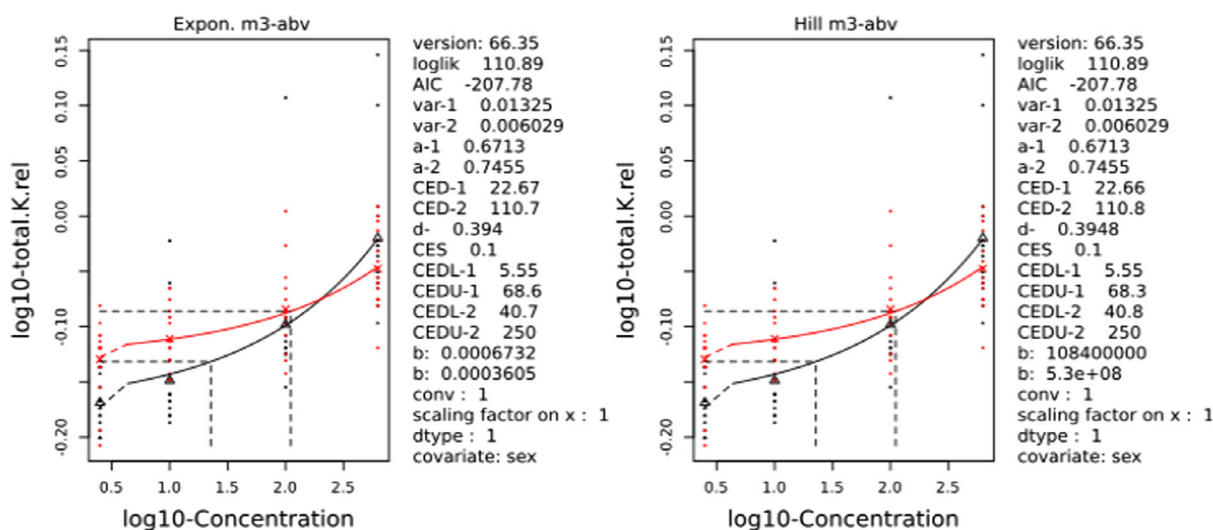 Expon. m3-abv
version: 66.35
loglik 110.89
AIC -207.78
var-1 0.01325
var-2 0.006029
a-1 0.6713
a-2 0.7455
CED-1 22.67
CED-2 110.7
d- 0.394
CES 0.1
CEDL-1 5.55
CEDU-1 68.6
CEDL-2 40.7
CEDU-2 250
b: 0.0006732
b: 0.0003605
conv : 1
scaling factor on x : 1
dtype : 1
covariate: sex
log10-total.K.rel
0.15
0.10
0.05
0.00
-0.10
-0.20
0.5 1.0 2.0 2.5
log10-Concentration
Hill m3-abv
version: 66.35
loglik 110.89
AIC -207.78
var-1 0.01325
var-2 0.006029
a-1 0.6713
a-2 0.7455
CED-1 22.66
CED-2 110.8
d- 0.3948
CES 0.1
CEDL-1 5.55
CEDU-1 68.3
CEDL-2 40.8
CEDU-2 250
b: 108400000
b: 5.3e+08
conv : 1
scaling factor on x : 1
dtype : 1
covariate: sex
log10-total.K.rel
0.15
0.10
0.05
0.00
-0.10
-0.20
0.5 1.0 2.0 2.5
log10-Concentration